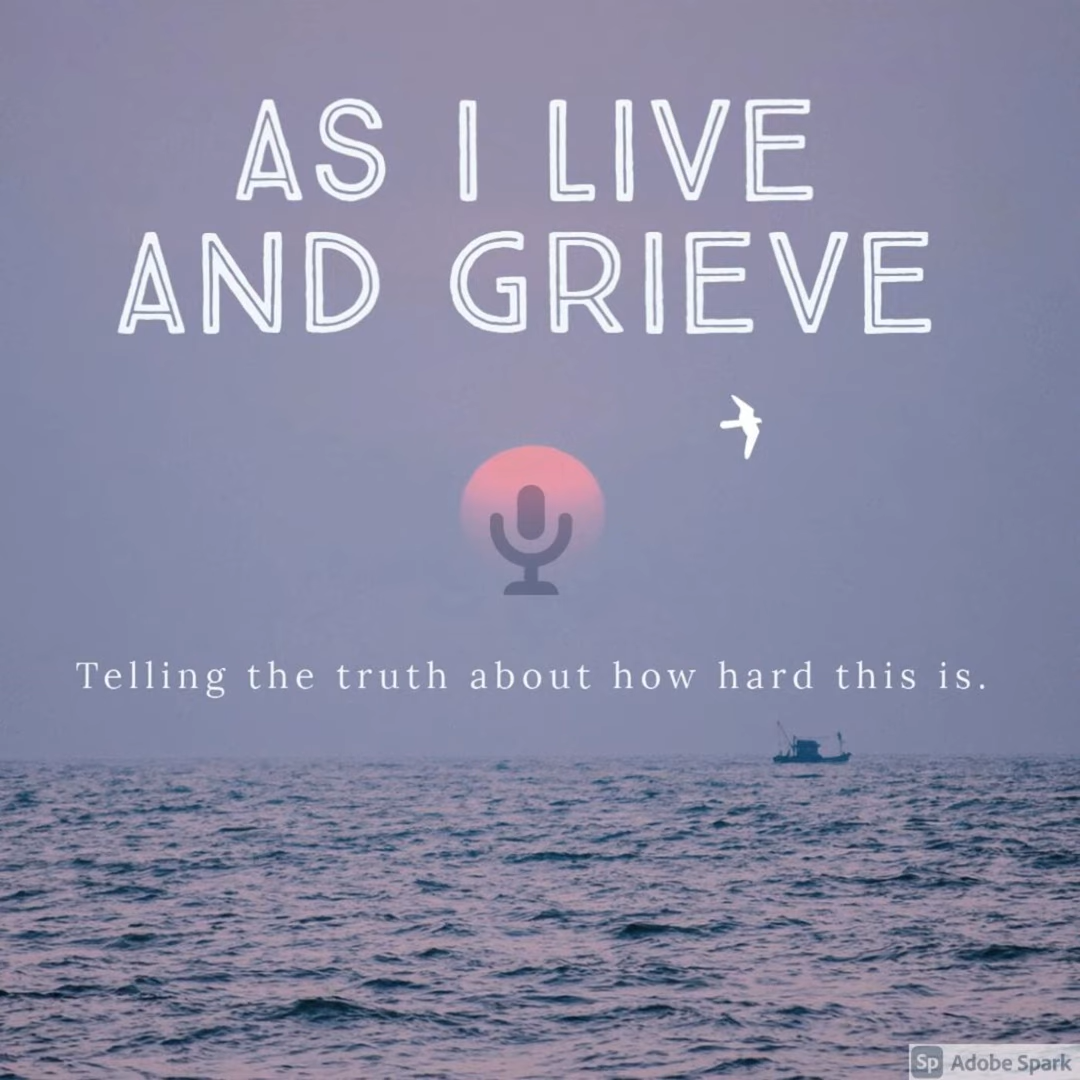 AS I LIVE
AND GRIEVE
Telling the truth about how hard this is.
Sp Adobe Spark